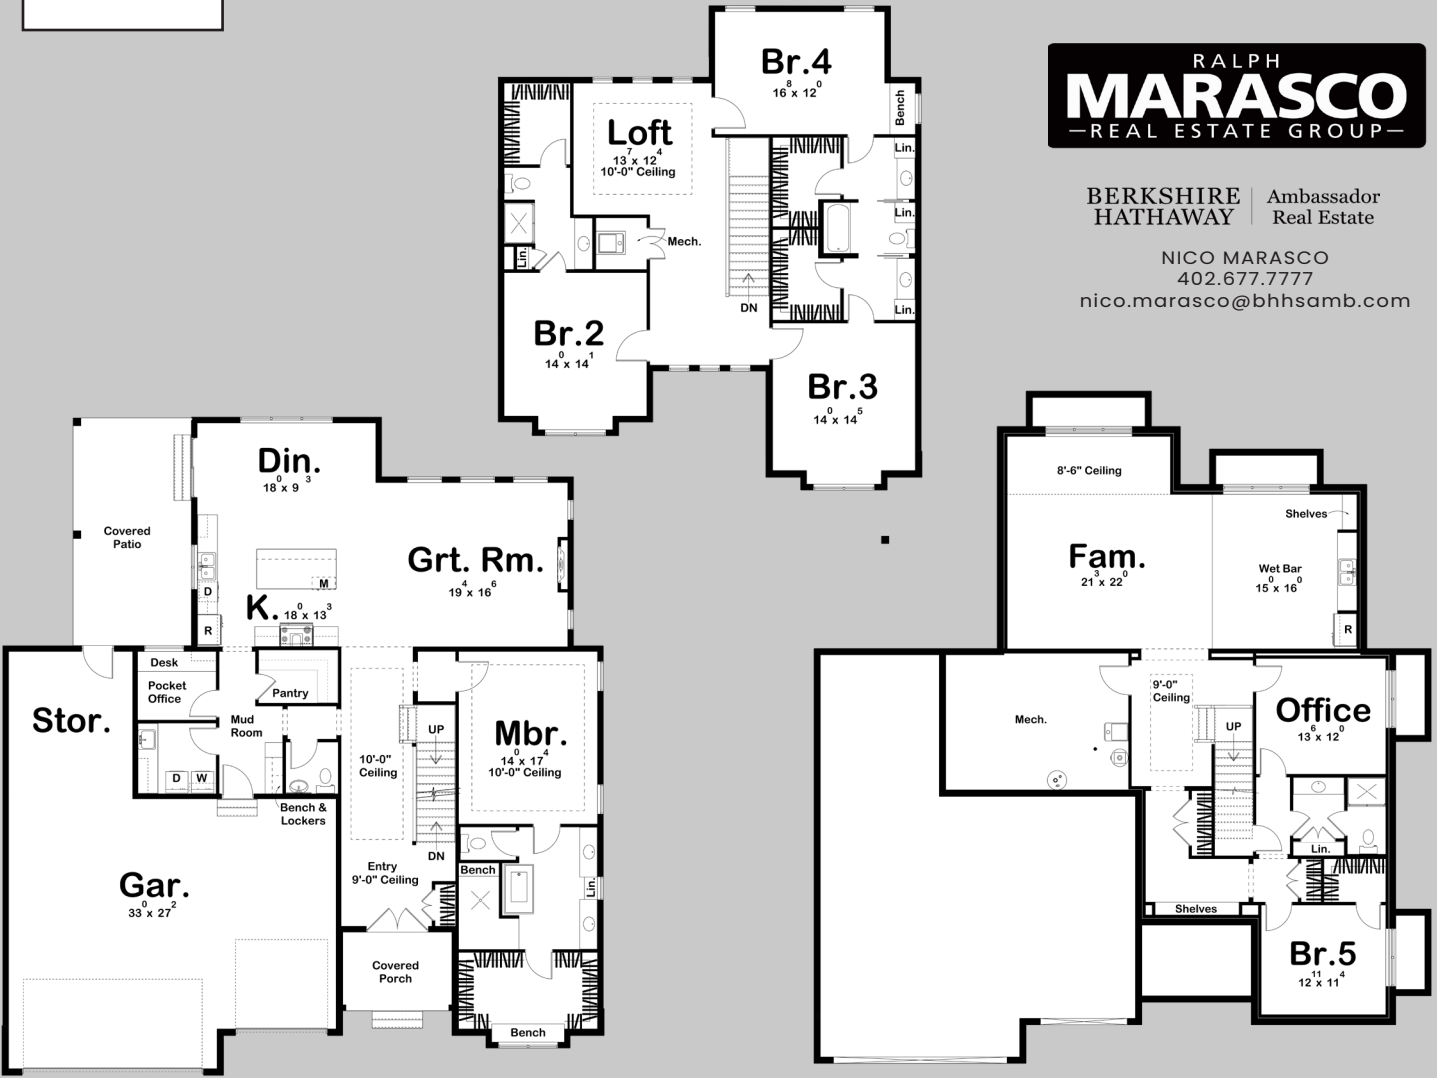 RALPH
MARASCO
REAL ESTATE GROUP
BERKSHIRE
HATHAWAY
Ambassador
Real Estate
NICO MARASCO
402.677.7777
nico.marasco@bhhsamb.com
Br.4
16 8 x 12 0
Bench
Loft
13 7 x 12 4
10'-0" Ceiling
Lin.
Lin.
Mech.
Lin.
DN
Lin.
Br.2
14 0 x 14 1
Br.3
14 0 x 14 5
Din.
18 0 x 9 3
Covered
Patio
Grt. Rm.
19 4 x 16 6
M
D
K. 18 0 x 13 3
R
Desk
Pocket
Office
Pantry
Stor.
Mud
Room
UP
Mbr.
14 0 x 17 4
10'-0" Ceiling
10'-0"
Ceiling
D
W
Bench &
Lockers
DN
Entry
9'-0" Ceiling
Bench
Lin.
Gar.
33 0 x 27 2
Covered
Porch
Bench
8'-6" Ceiling
Shelves
Fam.
21 3 x 22 0
Wet Bar
15 0 x 16 0
R
9'-0"
Ceiling
Mech.
UP
Office
13 6 x 12 0
Lin.
Shelves
Br.5
12 11 x 11 4